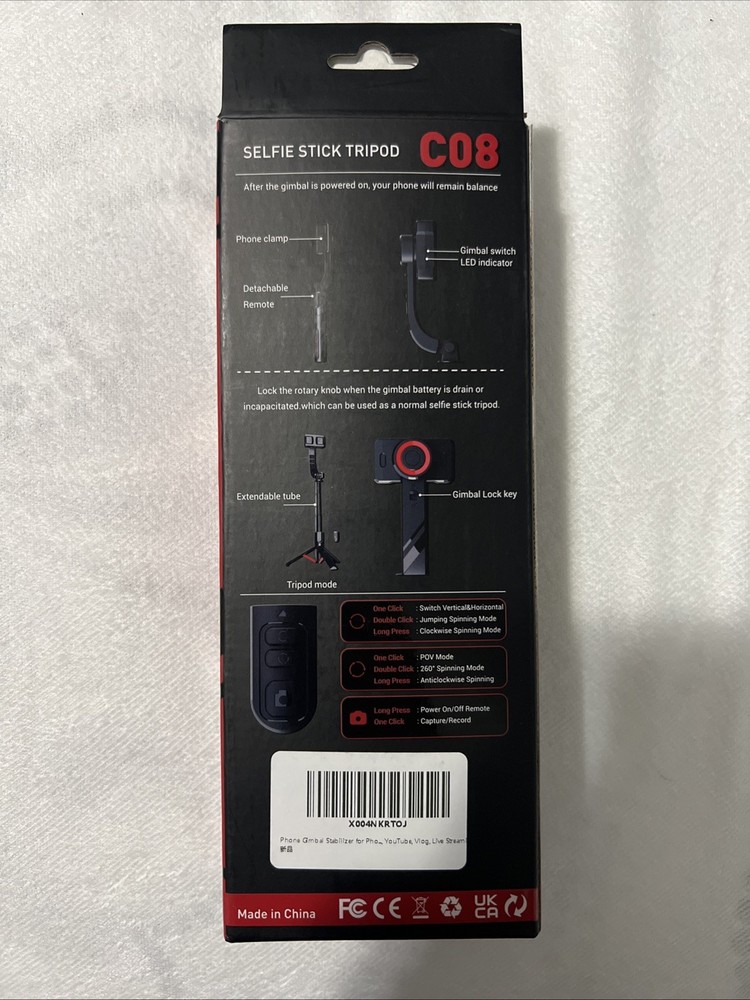 SELFIE STICK TRIPOD C08
After the gimbal is powered on, your phone will remain balance
Phone clamp
Gimbal switch
LED indicator
Detachable
Remote
Lock the rotary knob when the gimbal battery is drain or
incapacitated.which can be used as a normal selfie stick tripod.
Extendable tube
Gimbal Lock key
Tripod mode
One Click : Switch Vertical&Horizontal
Double Click : Jumping Spinning Mode
Long Press : Clockwise Spinning Mode
One Click : POV Mode
Double Click : 260° Spinning Mode
Long Press : Anticlockwise Spinning
Long Press : Power On/Off Remote
One Click : Capture/Record
X004NKRTOJ
Phone Gimbal Stabilizer for Pho..., YouTube, Vlog, Live Stream
新品
Made in China FC CE UK
CA